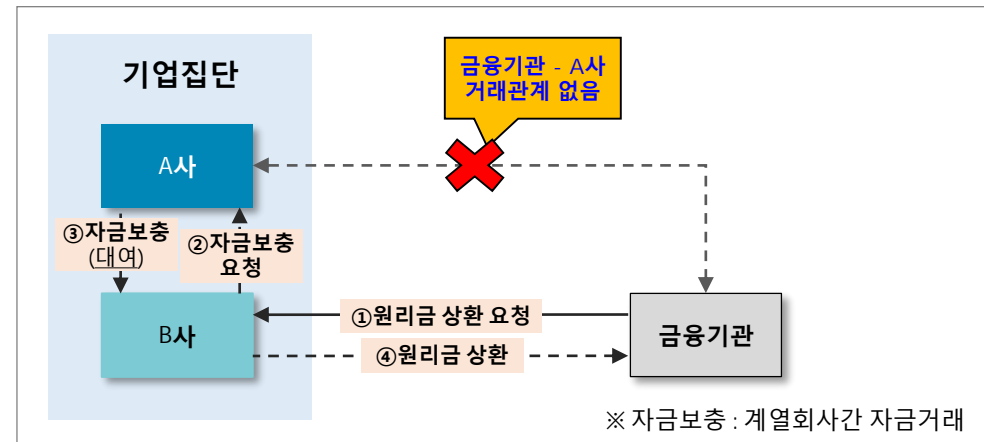 기업집단
금융기관 - A사
거래관계 없음
A사
③자금보충
(대여)
②자금보충
요청
B사
①원리금 상환 요청
④원리금 상환
금융기관
※ 자금보충 : 계열회사간 자금거래